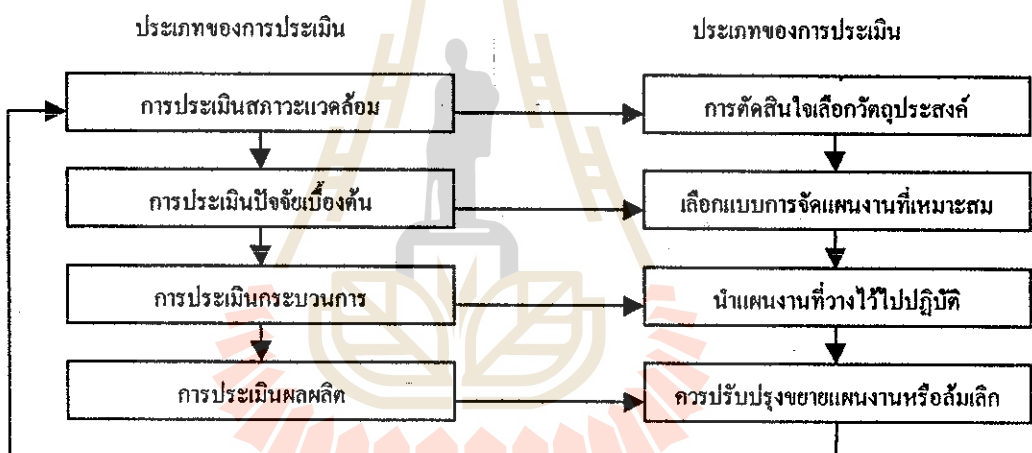 ประเภทของการประเมิน
ประเภทของการประเมิน
การประเมินสภาวะแวดล้อม
การตัดสินใจเลือกวัตถุประสงค์
การประเมินปัจจัยเบื้องต้น
เลือกแบบการจัดแผนงานที่เหมาะสม
การประเมินกระบวนการ
นำแผนงานที่วางไว้ไปปฏิบัติ
การประเมินผลผลิต
ควรปรับปรุงขยายแผนงานหรือล้มเลิก